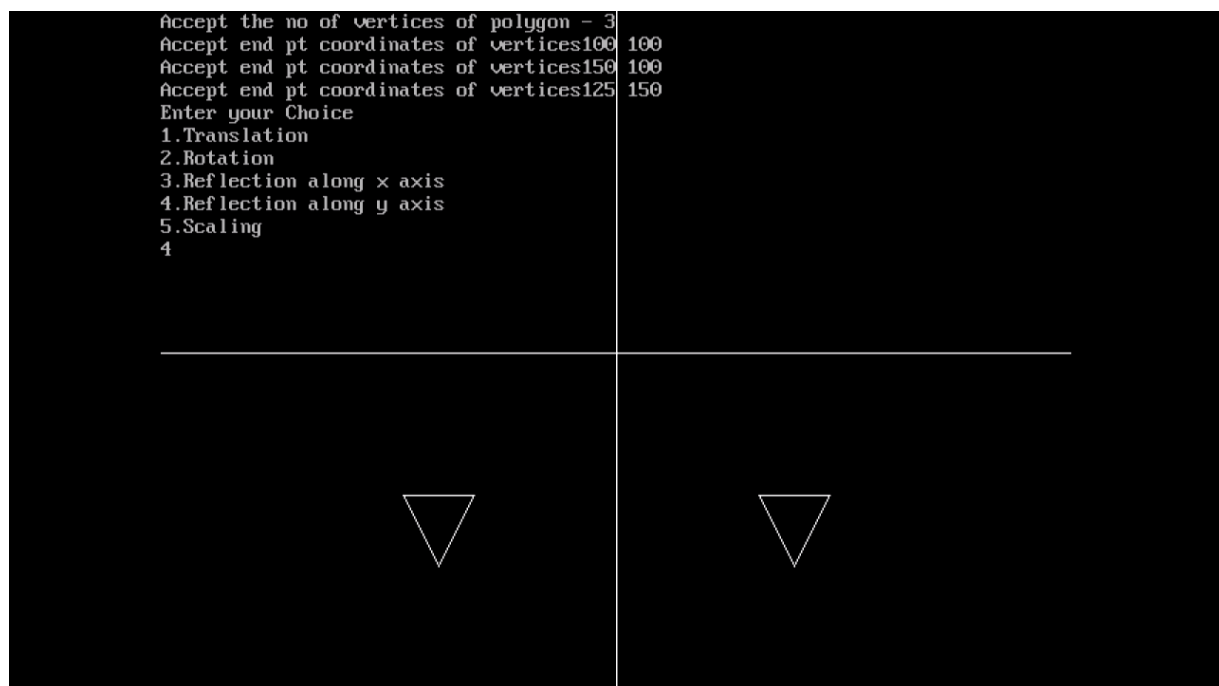 Accept the no of vertices of polygon - 3
Accept end pt coordinates of vertices100 100
Accept end pt coordinates of vertices150 100
Accept end pt coordinates of vertices125 150
Enter your Choice
1.Translation
2.Rotation
3.Reflection along x axis
4.Reflection along y axis
5.Scaling
4